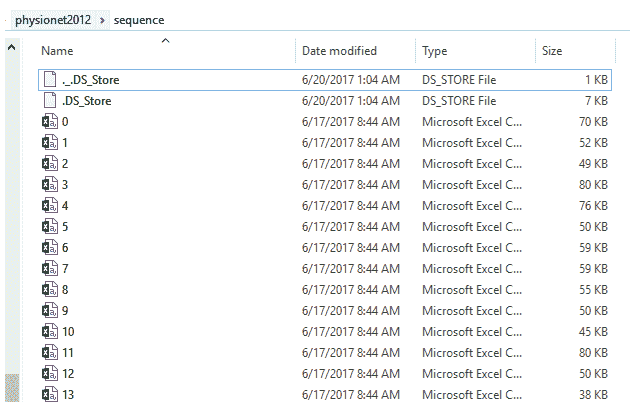 physionet2012 > sequence
Name Date modified Type Size
._.DS_Store 6/20/2017 1:04 AM DS_STORE File 1 KB
.DS_Store 6/20/2017 1:04 AM DS_STORE File 7 KB
0 6/17/2017 8:44 AM Microsoft Excel C... 70 KB
1 6/17/2017 8:44 AM Microsoft Excel C... 52 KB
2 6/17/2017 8:44 AM Microsoft Excel C... 49 KB
3 6/17/2017 8:44 AM Microsoft Excel C... 80 KB
4 6/17/2017 8:44 AM Microsoft Excel C... 76 KB
5 6/17/2017 8:44 AM Microsoft Excel C... 50 KB
6 6/17/2017 8:44 AM Microsoft Excel C... 59 KB
7 6/17/2017 8:44 AM Microsoft Excel C... 59 KB
8 6/17/2017 8:44 AM Microsoft Excel C... 55 KB
9 6/17/2017 8:44 AM Microsoft Excel C... 50 KB
10 6/17/2017 8:44 AM Microsoft Excel C... 45 KB
11 6/17/2017 8:44 AM Microsoft Excel C... 80 KB
12 6/17/2017 8:44 AM Microsoft Excel C... 50 KB
13 6/17/2017 8:44 AM Microsoft Excel C... 38 KB